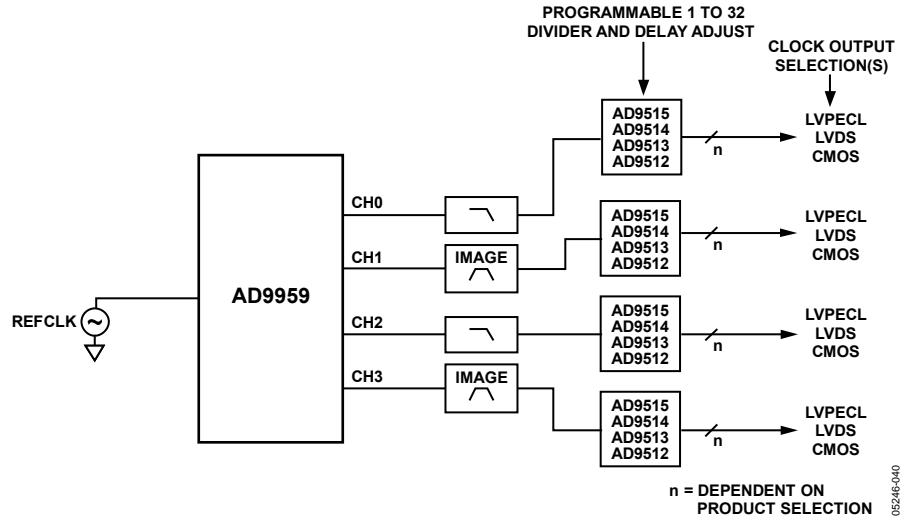 PROGRAMMABLE 1 TO 32
DIVIDER AND DELAY ADJUST
CLOCK OUTPUT
SELECTION(S)
AD9515
AD9514
AD9513
AD9512
n
LVPECL
LVDS
CMOS
CH0
AD9515
AD9514
AD9513
AD9512
n
LVPECL
LVDS
CMOS
CH1
IMAGE
AD9959
REFCLK
CH2
AD9515
AD9514
AD9513
AD9512
n
LVPECL
LVDS
CMOS
CH3
IMAGE
AD9515
AD9514
AD9513
AD9512
n
LVPECL
LVDS
CMOS
n = DEPENDENT ON
PRODUCT SELECTION
05246-040